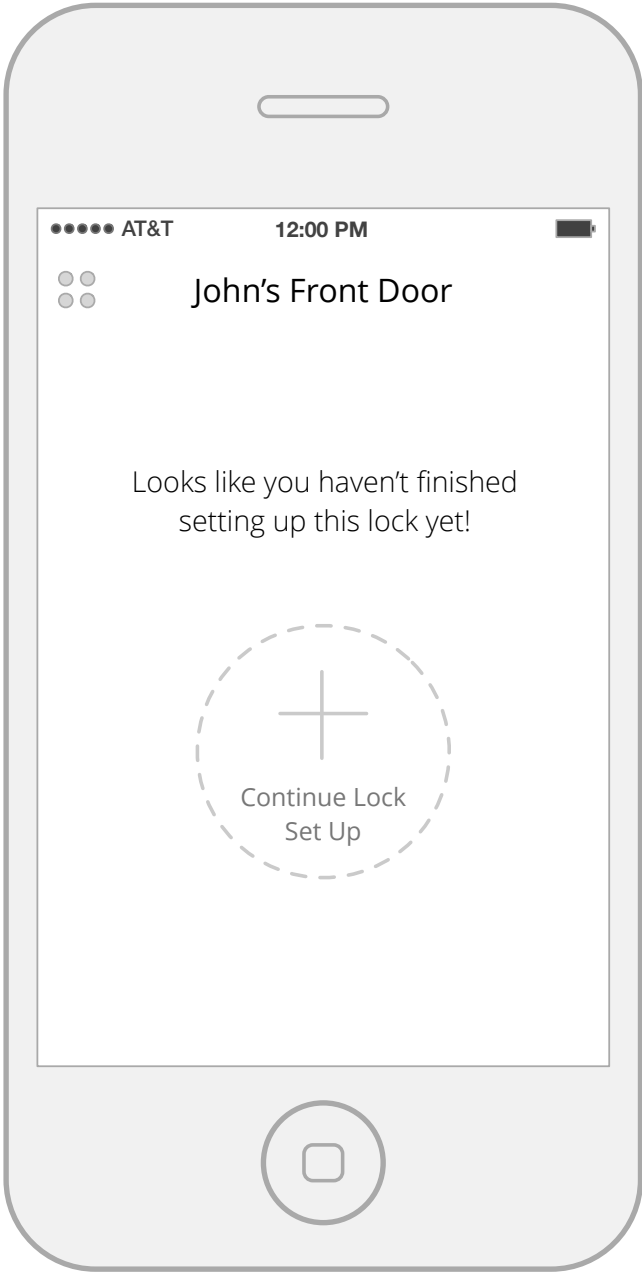 AT&T 12:00 PM
John’s Front Door
Looks like you haven’t finished
setting up this lock yet!
Continue Lock
Set Up